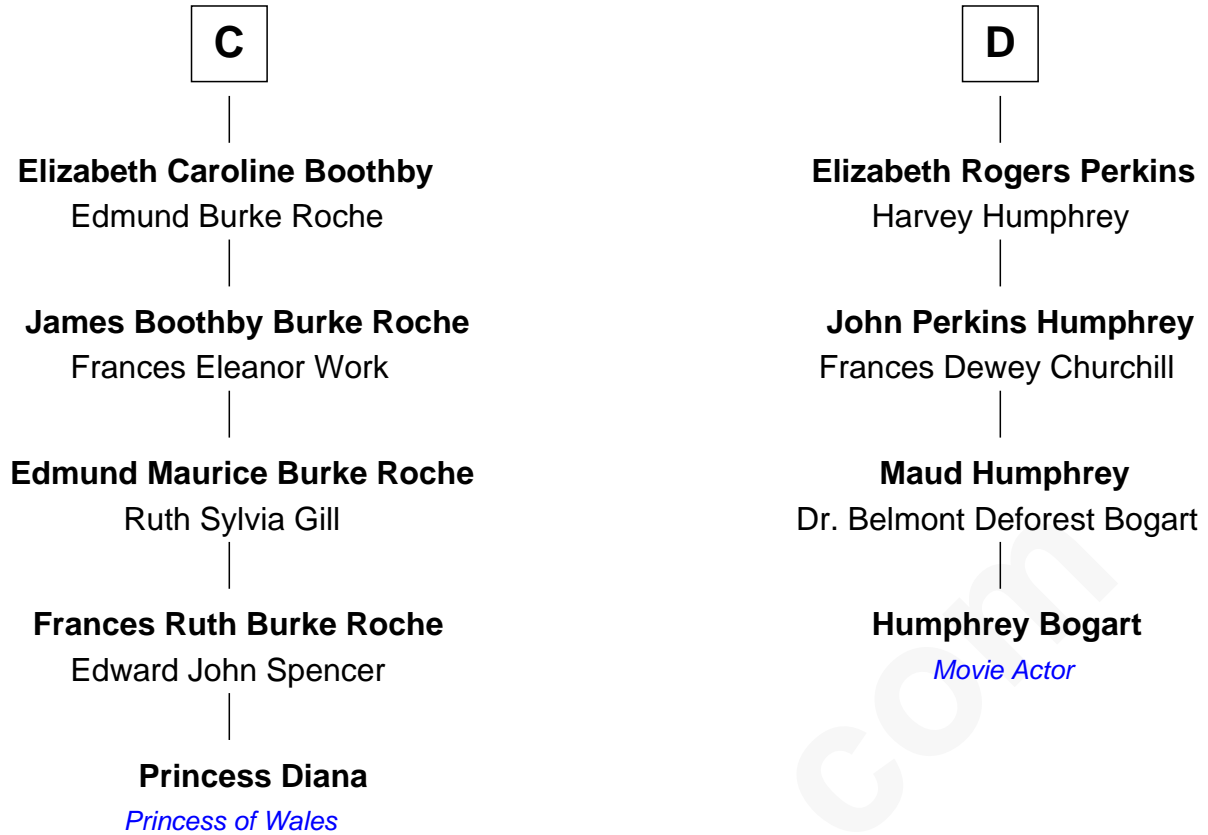 C
Elizabeth Caroline Boothby
Edmund Burke Roche
James Boothby Burke Roche
Frances Eleanor Work
Edmund Maurice Burke Roche
Ruth Sylvia Gill
Frances Ruth Burke Roche
Edward John Spencer
Princess Diana
Princess of Wales
D
Elizabeth Rogers Perkins
Harvey Humphrey
John Perkins Humphrey
Frances Dewey Churchill
Maud Humphrey
Dr. Belmont Deforest Bogart
Humphrey Bogart
Movie Actor
com